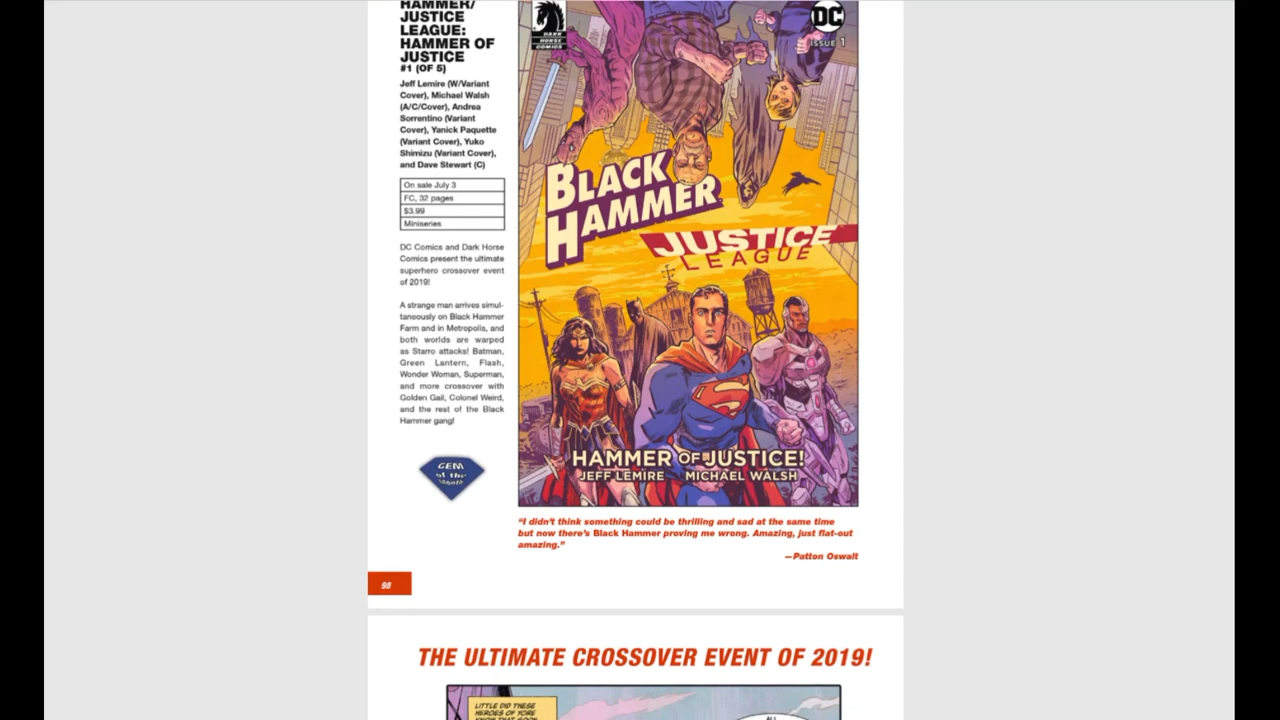 HAMMER/
JUSTICE
LEAGUE:
HAMMER OF
JUSTICE
#1 (OF 5)
Jeff Lemire (W/Variant
Cover), Michael Walsh
(A/C/Cover), Andrea
Sorrentino (Variant
Cover), Yanick Paquette
(Variant Cover), Yuko
Shimizu (Variant Cover),
and Dave Stewart (C)
On sale July 3
FC, 32 pages
$3.99
Miniseries
DC Comics and Dark Horse
Comics present the ultimate
superhero crossover event
of 2019!
A strange man arrives simul-
taneously on Black Hammer
Farm and in Metropolis, and
both worlds are warped
as Starro attacks! Batman,
Green Lantern, Flash,
Wonder Woman, Superman,
and more crossover with
Golden Gail, Colonel Weird,
and the rest of the Black
Hammer gang!
GEM
of the
Month
DARK
HORSE
COMICS
DC
ISSUE 1
BLACK
HAMMER
JUSTICE
LEAGUE
HAMMER OF JUSTICE!
JEFF LEMIRE MICHAEL WALSH
“I didn’t think something could be thrilling and sad at the same time
but now there’s Black Hammer proving me wrong. Amazing, just flat-out
amazing.”
—Patton Oswalt
98
THE ULTIMATE CROSSOVER EVENT OF 2019!
LITTLE DID THESE
HEROES OF YORE
KNOW THAT SOON
ALL